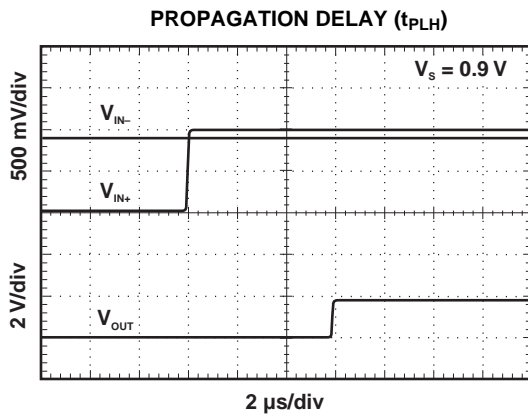 PROPAGATION DELAY (tPLH)
VS = 0.9 V
500 mV/div
VIN–
VIN+
2 V/div
VOUT
2 µs/div